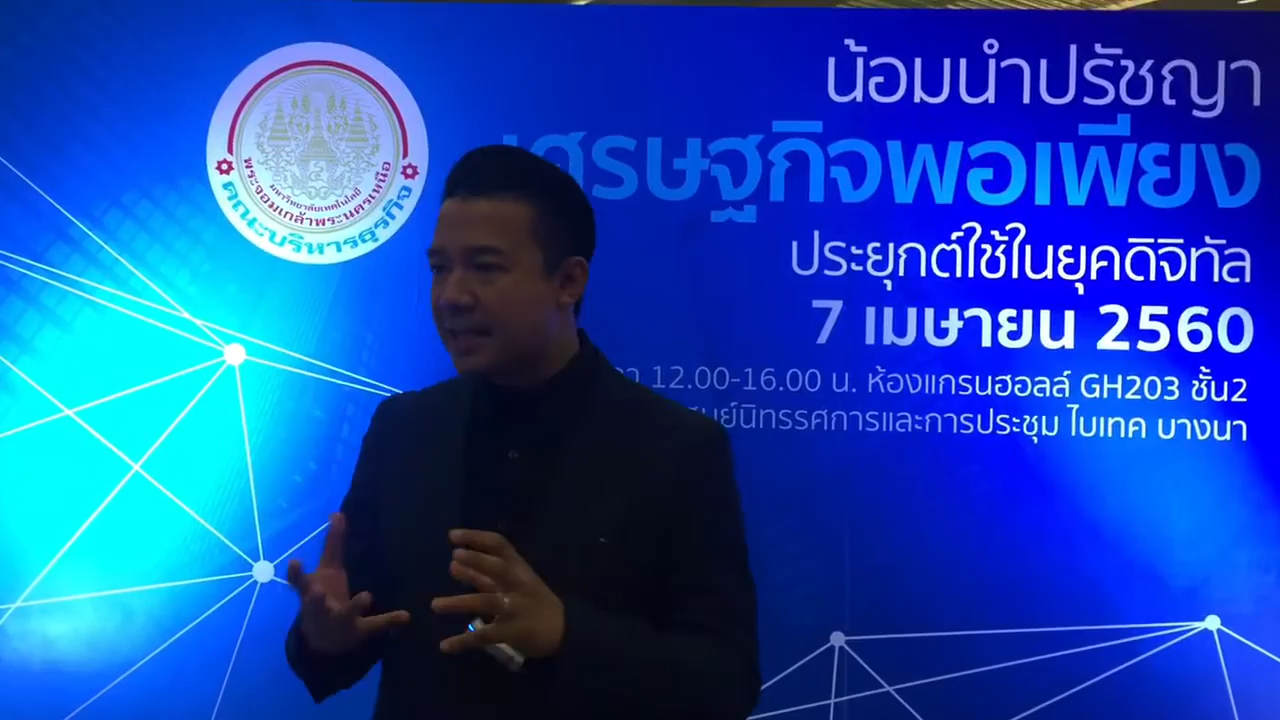 มหาวิทยาลัยเทคโนโลยี
พระจอมเกล้าพระนครเหนือ
คณะบริหารธุรกิจ
น้อมนำปรัชญา
เศรษฐกิจพอเพียง
ประยุกต์ใช้ในยุคดิจิทัล
7 เมษายน 2560
12.00-16.00 น. ห้องแกรนฮอลล์ GH203 ชั้น2
ศูนย์นิทรรศการและการประชุม ไบเทค บางนา